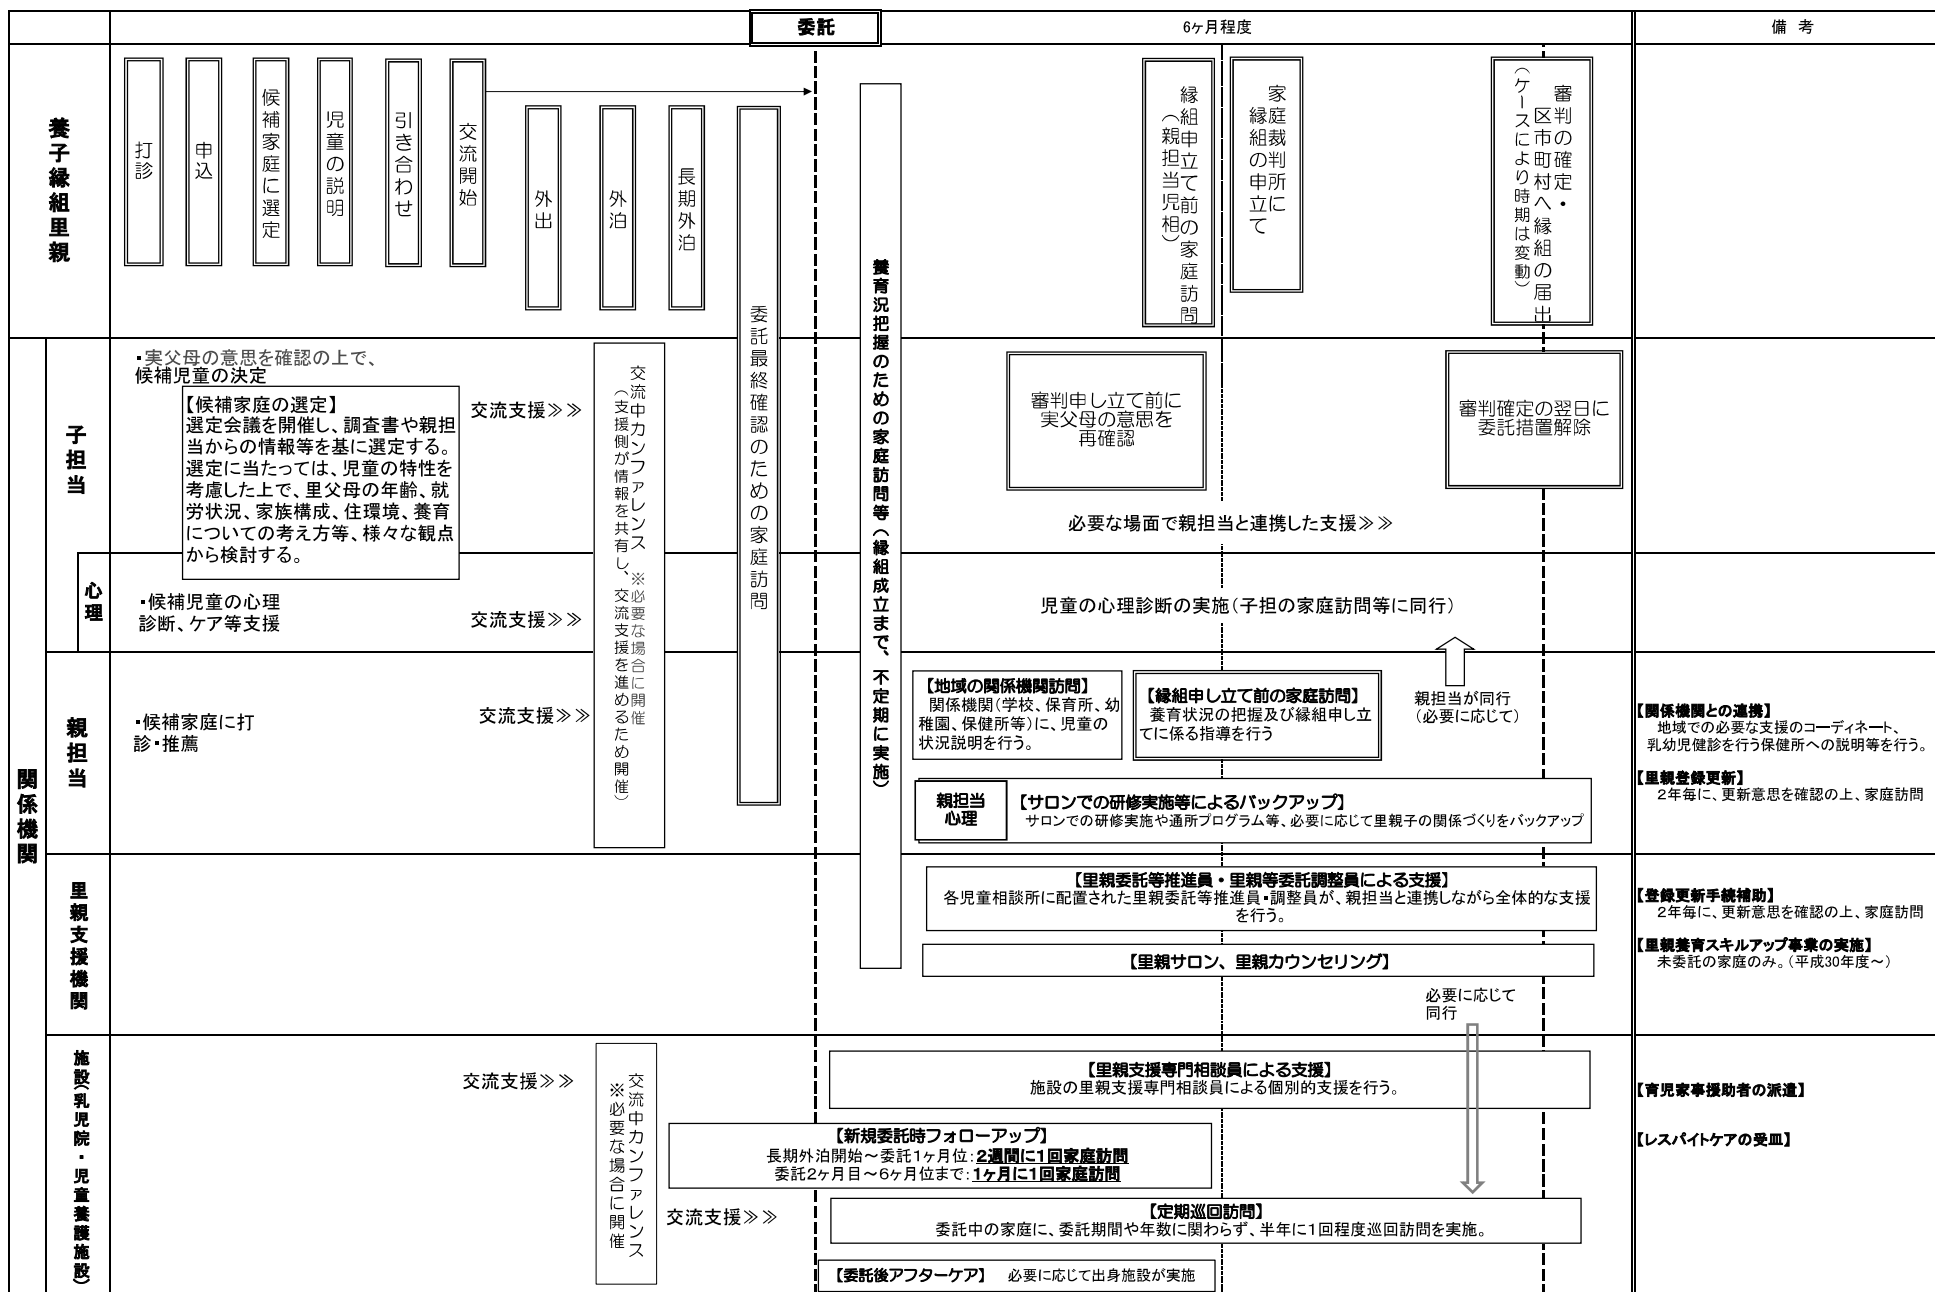 委託
6ヶ月程度
備 考
養子縁組里親
打診
申込
候補家庭に選定
児童の説明
引き合わせ
交流開始
外出
外泊
長期外泊
委託最終確認のための家庭訪問
養育況把握のための家庭訪問等（縁組成立まで、不定期に実施）
縁組申立て前の家庭訪問
（親担当児相）
家庭裁判所に
縁組の申立て
審判の確定・
区市町村へ縁組の届出
（ケースにより時期は変動）
関係機関
子担当
・実父母の意思を確認の上で、
候補児童の決定
【候補家庭の選定】
選定会議を開催し、調査書や親担
当からの情報等を基に選定する。
選定に当たっては、児童の特性を
考慮した上で、里父母の年齢、就
労状況、家族構成、住環境、養育
についての考え方等、様々な観点
から検討する。
交流支援≫
交流中カンファレンス　※必要な場合に開催
（支援側が情報を共有し、交流支援を進めるため開催）
審判申し立て前に
実父母の意思を
再確認
審判確定の翌日に
委託措置解除
必要な場面で親担当と連携した支援≫
心理
・候補児童の心理
診断、ケア等支援
交流支援≫
児童の心理診断の実施（子担の家庭訪問等に同行）
親担当
・候補家庭に打
診・推薦
交流支援≫
【地域の関係機関訪問】
関係機関（学校、保育所、幼
稚園、保健所等）に、児童の
状況説明を行う。
【縁組申し立て前の家庭訪問】
養育状況の把握及び縁組申し立
てに係る指導を行う
親担当が同行
（必要に応じて）
親担当
心理
【サロンでの研修実施等によるバックアップ】
サロンでの研修実施や通所プログラム等、必要に応じて里親子の関係づくりをバックアップ
【関係機関との連携】
地域での必要な支援のコーディネート、
乳幼児健診を行う保健所への説明等を行う。
【里親登録更新】
2年毎に、更新意思を確認の上、家庭訪問
里親支援機関
【里親委託等推進員・里親等委託調整員による支援】
各児童相談所に配置された里親委託等推進員・調整員が、親担当と連携しながら全体的な支援
を行う。
【里親サロン、里親カウンセリング】
必要に応じて
同行
【登録更新手続補助】
2年毎に、更新意思を確認の上、家庭訪問
【里親養育スキルアップ事業の実施】
未委託の家庭のみ。（平成30年度～）
施設（乳児院・児童養護施設）
交流支援≫
交流中カンファレンス
※必要な場合に開催
【里親支援専門相談員による支援】
施設の里親支援専門相談員による個別的支援を行う。
【新規委託時フォローアップ】
長期外泊開始～委託1ヶ月位：2週間に1回家庭訪問
委託2ヶ月目～6ヶ月位まで：1ヶ月に1回家庭訪問
交流支援≫
【定期巡回訪問】
委託中の家庭に、委託期間や年数に関わらず、半年に1回程度巡回訪問を実施。
【委託後アフターケア】　必要に応じて出身施設が実施
【育児家事援助者の派遣】
【レスパイトケアの受皿】